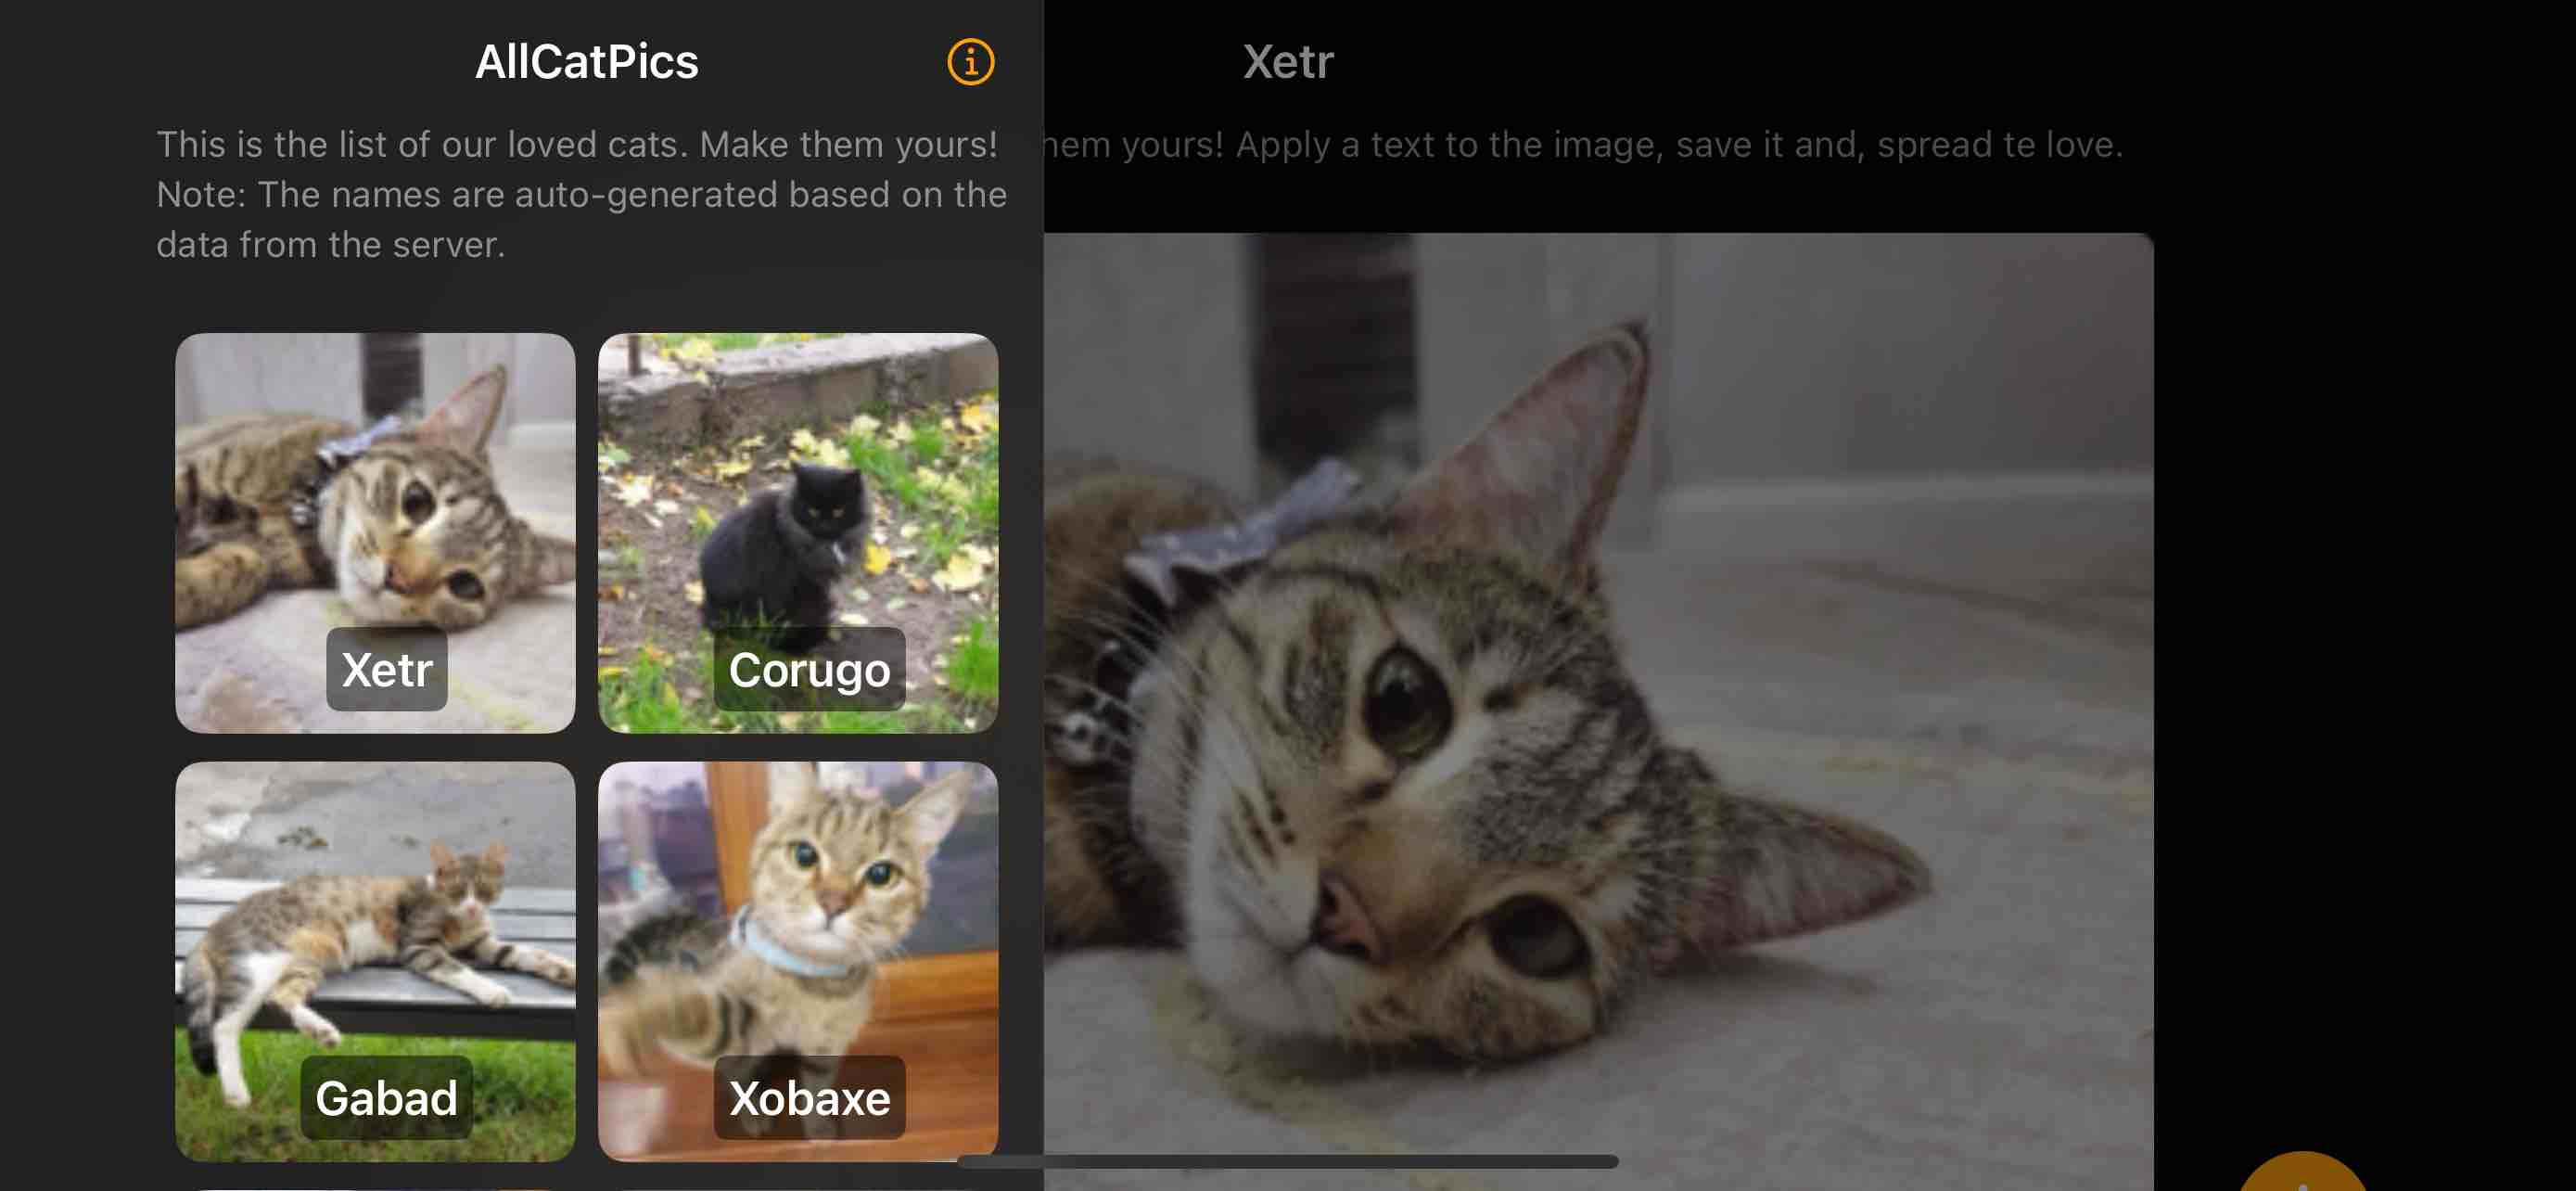 AllCatPics
This is the list of our loved cats. Make them yours!
Note: The names are auto-generated based on the
data from the server.
Xetr
Corugo
Gabad
Xobaxe
Xetr
yours! Apply a text to the image, save it and, spread te love.